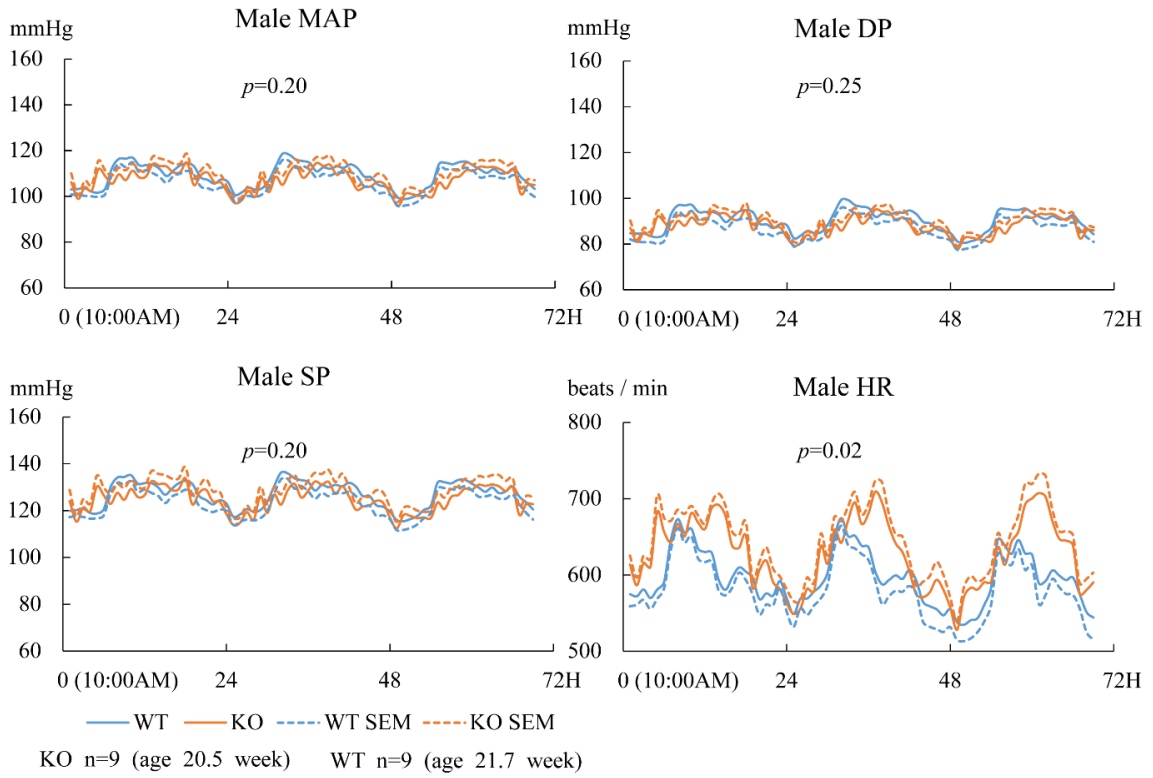 Male MAP
mmHg
p=0.20
160
140
120
100
80
60
0 (10:00AM) 24 48 72H
Male DP
mmHg
p=0.25
160
140
120
100
80
60
0 (10:00AM) 24 48 72H
Male SP
mmHg
p=0.20
160
140
120
100
80
60
0 (10:00AM) 24 48 72H
Male HR
beats / min
p=0.02
800
700
600
500
0 (10:00AM) 24 48 72H
WT KO WT SEM KO SEM
KO n=9 (age 20.5 week) WT n=9 (age 21.7 week)